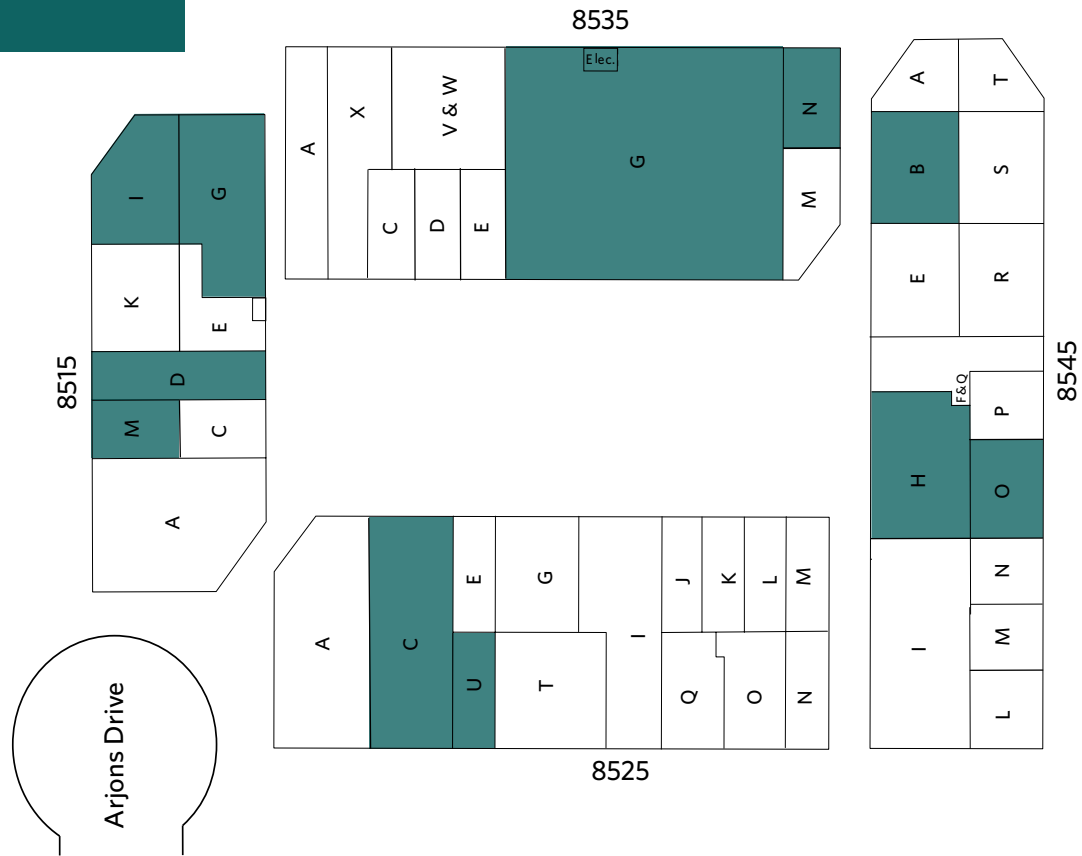 8535
Elec.
A
X
V & W
C
D
E
G
N
M
I
G
K
E
D
M
C
A
8515
A
T
B
S
E
R
F & Q
P
H
O
N
I
M
L
8545
A
C
E
G
I
J
K
L
M
U
T
Q
O
N
8525
Arjons Drive